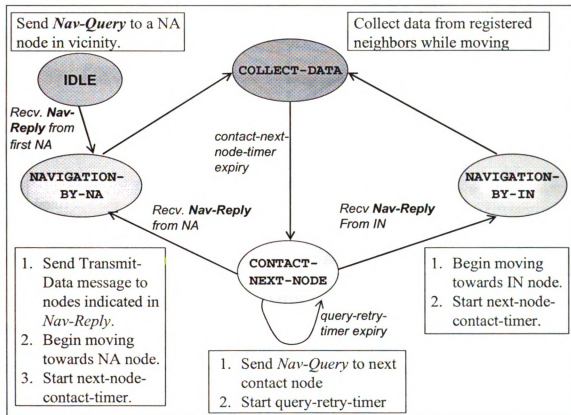 Send Nav-Query to a NA
node in vicinity.
Collect data from registered
neighbors while moving
IDLE
COLLECT-DATA
Recv. Nav-
Reply from
first NA
contact-next-
node-timer
expiry
NAVIGATION-
BY-NA
NAVIGATION-
BY-IN
Recv. Nav-Reply
from NA
Recv Nav-Reply
From IN
CONTACT-
NEXT-NODE
1. Send Transmit-
Data message to
nodes indicated in
Nav-Reply.
2. Begin moving
towards NA node.
3. Start next-node-
contact-timer.
1. Begin moving
towards IN node.
2. Start next-node-
contact-timer.
query-retry-
timer expiry
1. Send Nav-Query to next
contact node
2. Start query-retry-timer